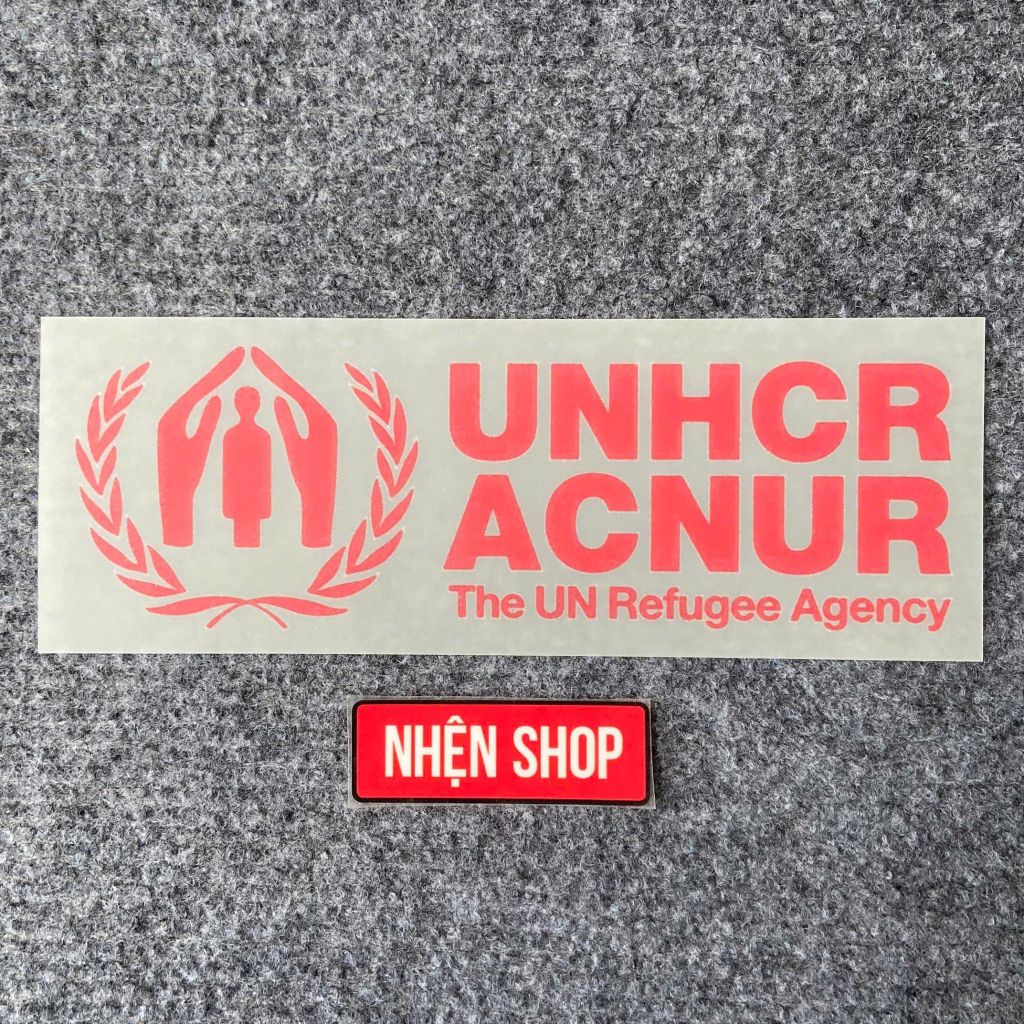 UNHCR
ACNUR
The UN Refugee Agency
NHỆN SHOP